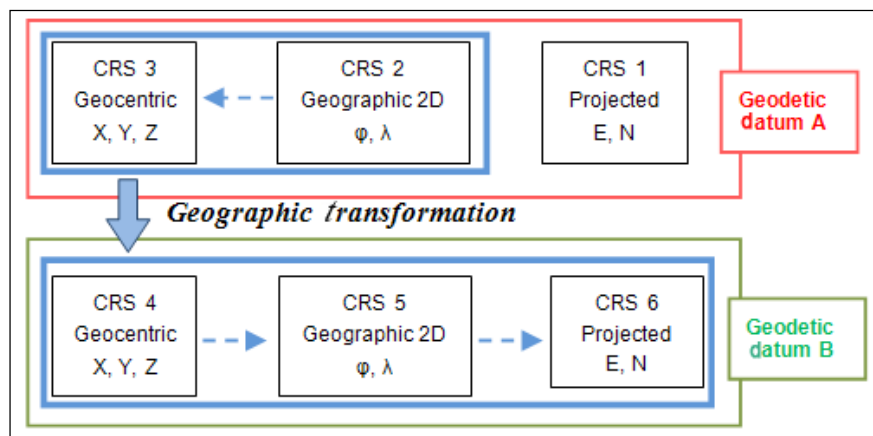 CRS 3
Geocentric
X, Y, Z
CRS 2
Geographic 2D
φ, λ
CRS 1
Projected
E, N
Geodetic
datum A
Geographic transformation
CRS 4
Geocentric
X, Y, Z
CRS 5
Geographic 2D
φ, λ
CRS 6
Projected
E, N
Geodetic
datum B